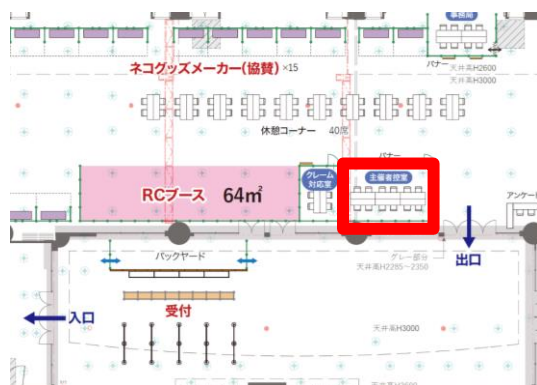 事務局
バナー
天井高H2600
天井高H3000
ネコグッズメーカー(協賛) ×15
休憩コーナー 40席
バナー
クレーム
対応室
主催者控室
RCブース 64㎡
アンケート
グレー部分
天井高H2285~2350
出口
バックヤード
入口
受付
天井高H3000